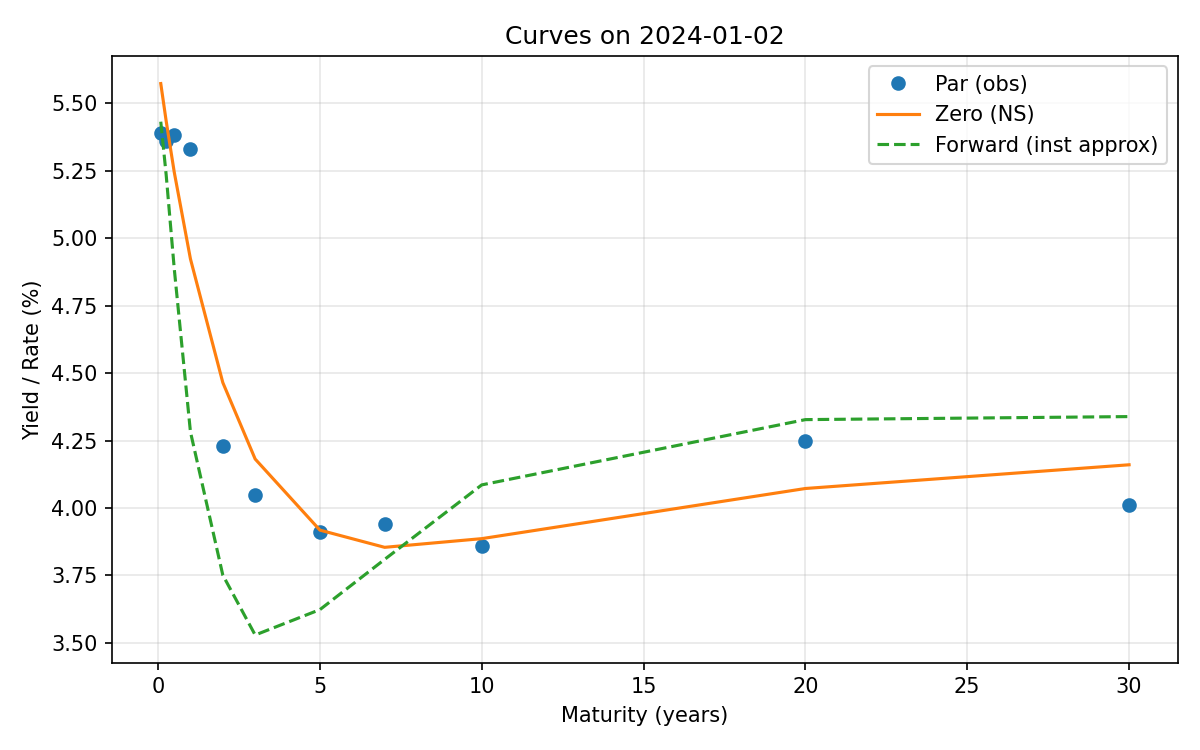 Curves on 2024-01-02
Par (obs)
Zero (NS)
Forward (inst approx)
Yield / Rate (%)
5.50
5.25
5.00
4.75
4.50
4.25
4.00
3.75
3.50
0 5 10 15 20 25 30
Maturity (years)